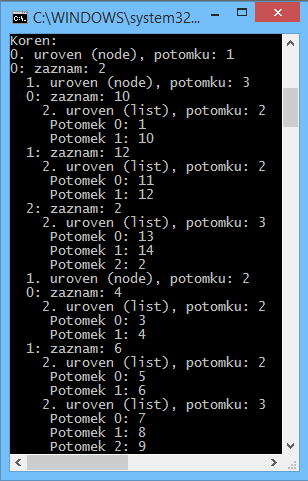 C:\WINDOWS\system32...
Koren:
0. uroven (node), potomku: 1
0: zaznam: 2
1. uroven (node), potomku: 3
0: zaznam: 10
2. uroven (list), potomku: 2
Potomek 0: 1
Potomek 1: 10
1: zaznam: 12
2. uroven (list), potomku: 2
Potomek 0: 11
Potomek 1: 12
2: zaznam: 2
2. uroven (list), potomku: 3
Potomek 0: 13
Potomek 1: 14
Potomek 2: 2
1. uroven (node), potomku: 2
0: zaznam: 4
2. uroven (list), potomku: 2
Potomek 0: 3
Potomek 1: 4
1: zaznam: 6
2. uroven (list), potomku: 2
Potomek 0: 5
Potomek 1: 6
2. uroven (list), potomku: 3
Potomek 0: 7
Potomek 1: 8
Potomek 2: 9